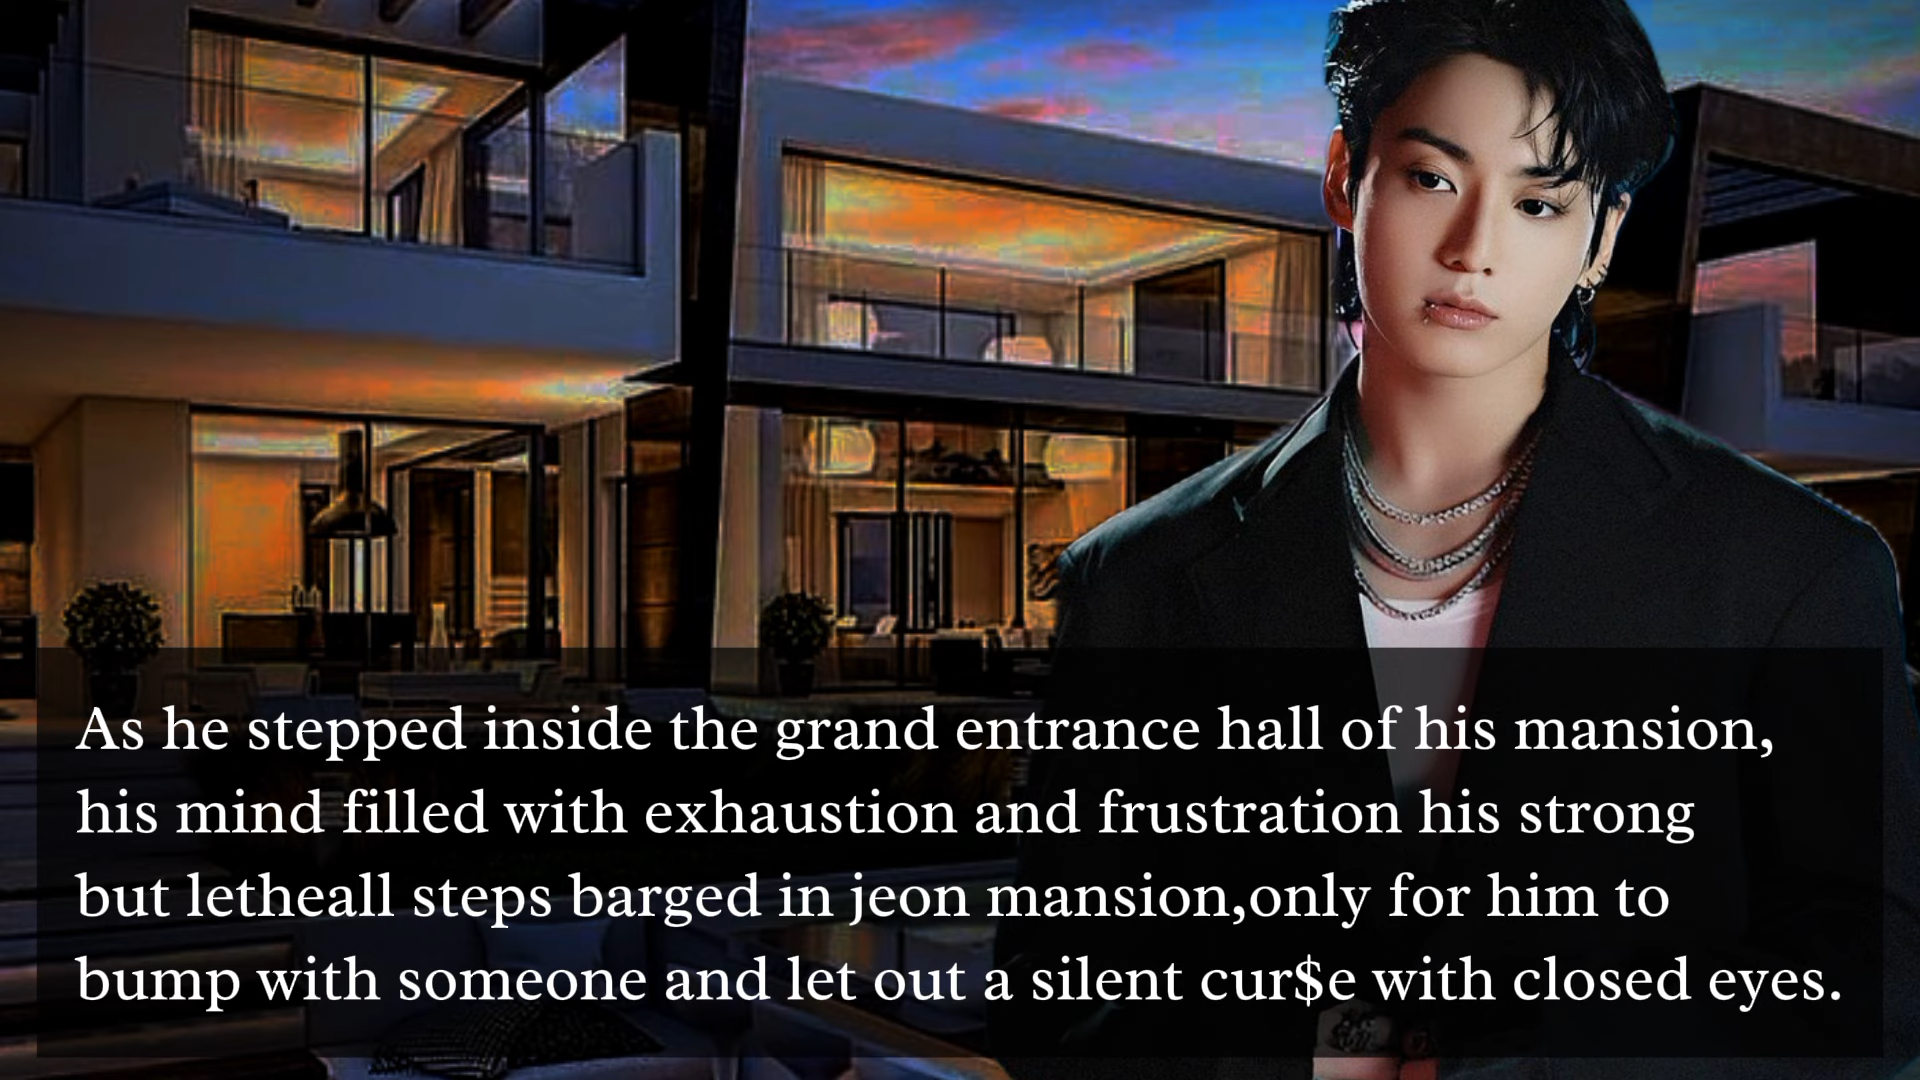 As he stepped inside the grand entrance hall of his mansion,
his mind filled with exhaustion and frustration his strong
but letheall steps barged in jeon mansion,only for him to
bump with someone and let out a silent cur$e with closed eyes.